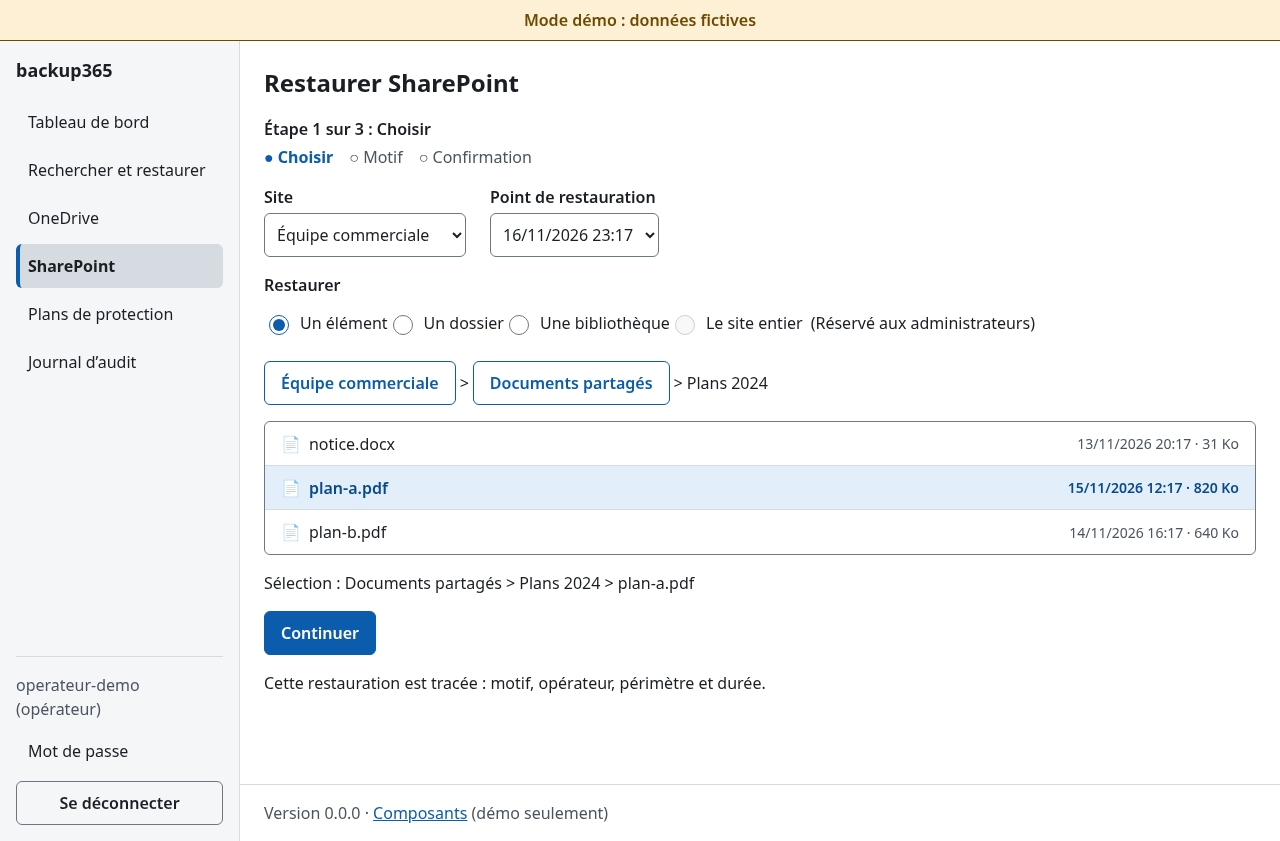 Mode démo : données fictives
backup365
Tableau de bord
Rechercher et restaurer
OneDrive
SharePoint
Plans de protection
Journal d’audit
operateur-demo
(opérateur)
Mot de passe
Se déconnecter
Restaurer SharePoint
Étape 1 sur 3 : Choisir
● Choisir ○ Motif ○ Confirmation
Site Point de restauration
Équipe commerciale 16/11/2026 23:17
Restaurer
Un élément Un dossier Une bibliothèque Le site entier (Réservé aux administrateurs)
Équipe commerciale > Documents partagés > Plans 2024
notice.docx 13/11/2026 20:17 · 31 Ko
plan-a.pdf 15/11/2026 12:17 · 820 Ko
plan-b.pdf 14/11/2026 16:17 · 640 Ko
Sélection : Documents partagés > Plans 2024 > plan-a.pdf
Continuer
Cette restauration est tracée : motif, opérateur, périmètre et durée.
Version 0.0.0 · Composants (démo seulement)